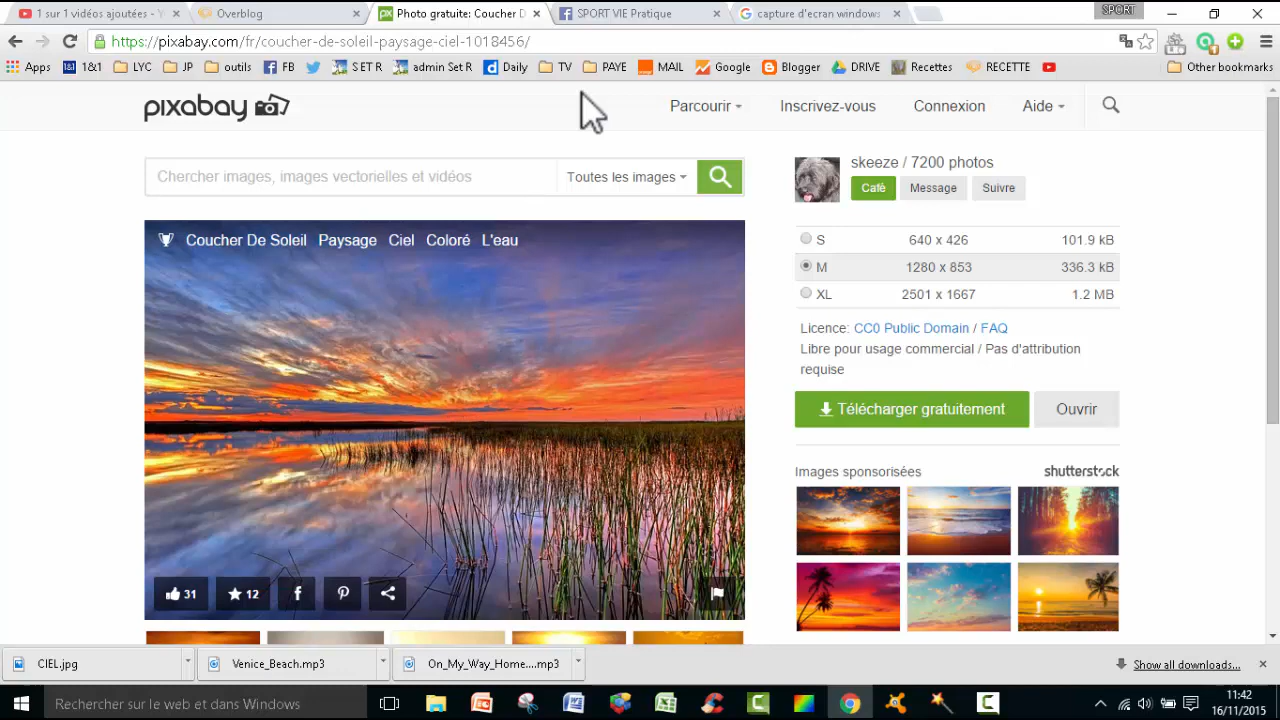 1 sur 1 vidéos ajoutées - Y
Overblog
Photo gratuite: Coucher D
SPORT VIE Pratique
capture d'ecran windows
SPORT
https://pixabay.com/fr/coucher-de-soleil-paysage-ciel-1018456/
Apps 1&1 LYC JP outils FB S ET R adminSetR Daily TV PAYE MAIL Google Blogger DRIVE Recettes RECETTE Other bookmarks
pixabay Parcourir Inscrivez-vous Connexion Aide
Chercher images, images vectorielles et vidéos Toutes les images
skeeze / 7200 photos
Café Message Suivre
Coucher De Soleil Paysage Ciel Coloré L'eau
S 640 x 426 101.9 kB
M 1280 x 853 336.3 kB
XL 2501 x 1667 1.2 MB
Licence: CC0 Public Domain / FAQ
Libre pour usage commercial / Pas d'attribution
requise
Télécharger gratuitement Ouvrir
Images sponsorisées shutterstock
31 12
CIEL.jpg Venice_Beach.mp3 On_My_Way_Home....mp3 Show all downloads...
Rechercher sur le web et dans Windows
11:42
16/11/2015